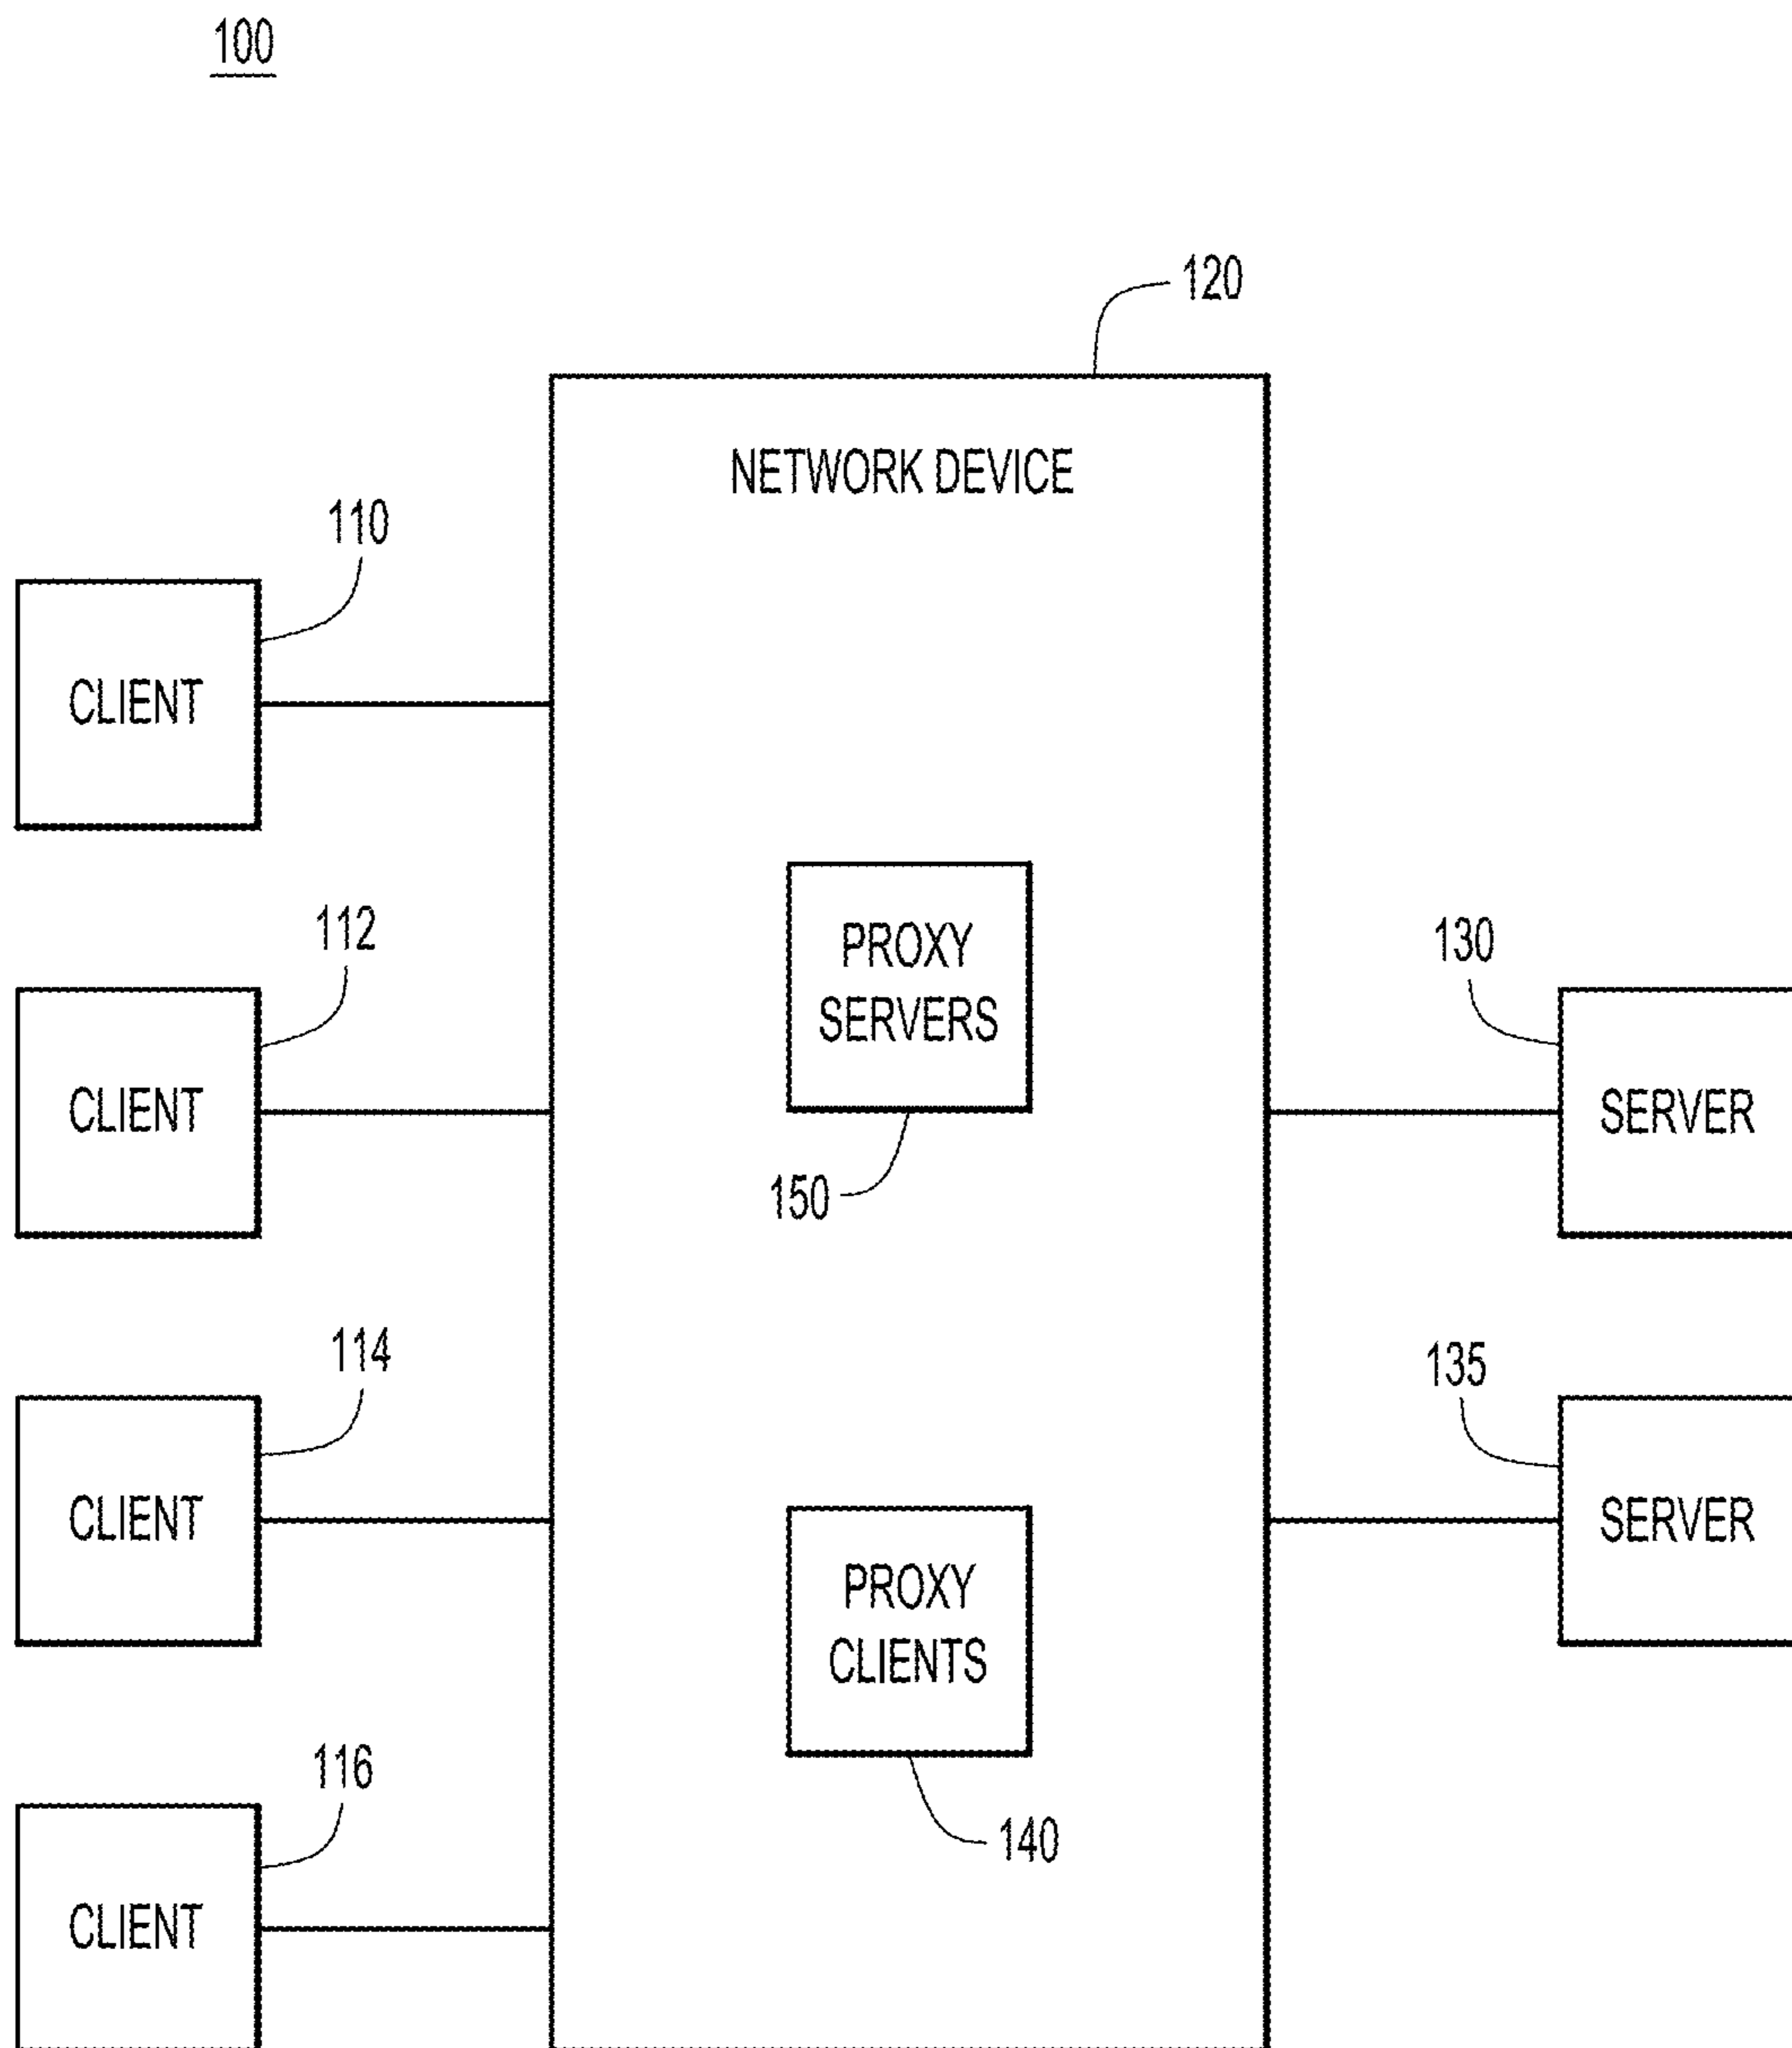 100
120
NETWORK DEVICE
110
CLIENT
112
CLIENT
PROXY
SERVERS
150
130
SERVER
114
CLIENT
135
SERVER
PROXY
CLIENTS
140
116
CLIENT